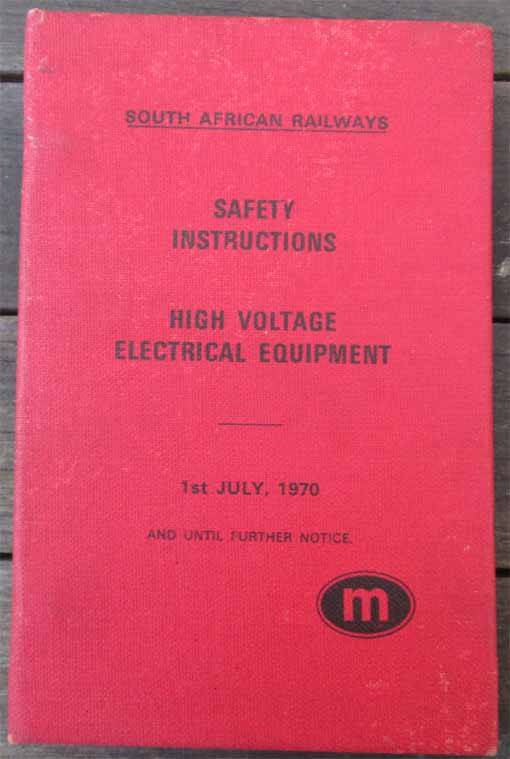 SOUTH AFRICAN RAILWAYS
SAFETY
INSTRUCTIONS
HIGH VOLTAGE
ELECTRICAL EQUIPMENT
1st JULY, 1970
AND UNTIL FURTHER NOTICE.
m